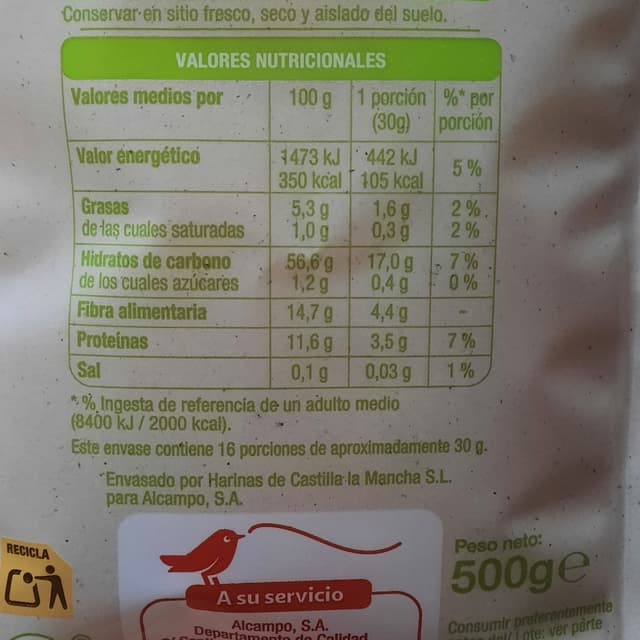 Conservar en sitio fresco, seco y aislado del suelo.
VALORES NUTRICIONALES
Valores medios por 100 g 1 porción (30g) %* por porción
Valor energético 1473 kJ 350 kcal 442 kJ 105 kcal 5 %
Grasas 5,3 g 1,6 g 2 %
de las cuales saturadas 1,0 g 0,3 g 2 %
Hidratos de carbono 56,6 g 17,0 g 7 %
de los cuales azúcares 1,2 g 0,4 g 0 %
Fibra alimentaria 14,7 g 4,4 g -
Proteínas 11,6 g 3,5 g 7 %
Sal 0,1 g 0,03 g 1 %
*, % Ingesta de referencia de un adulto medio
(8400 kJ / 2000 kcal).
Este envase contiene 16 porciones de aproximadamente 30 g.
Envasado por Harinas de Castilla la Mancha S.L.
para Alcampo, S.A.
RECICLA
A su servicio
Alcampo, S.A.
Departamento de Calidad
Peso neto:
500g e
Consumir preferentemente
Lote: ver parte